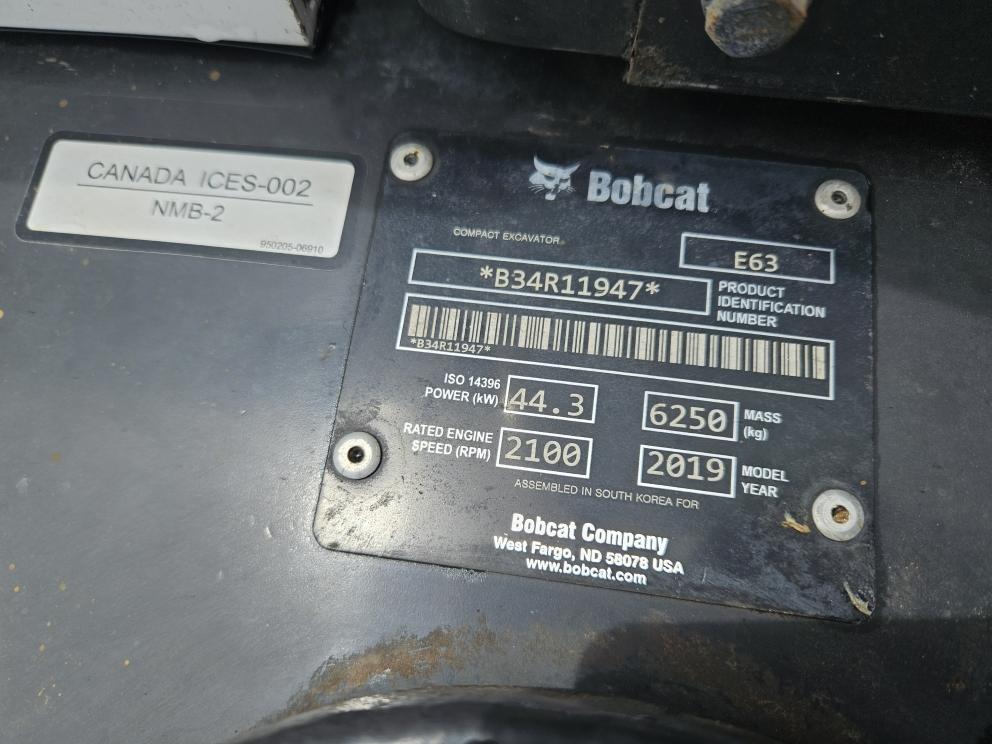 CANADA ICES-002
NMB-2
950205-06910
Bobcat
COMPACT EXCAVATOR
E63
*B34R11947*
PRODUCT
IDENTIFICATION
NUMBER
*B34R11947*
ISO 14396
POWER (kW)
44.3
6250
MASS
(kg)
RATED ENGINE
SPEED (RPM)
2100
2019
MODEL
YEAR
ASSEMBLED IN SOUTH KOREA FOR
Bobcat Company
West Fargo, ND 58078 USA
www.bobcat.com